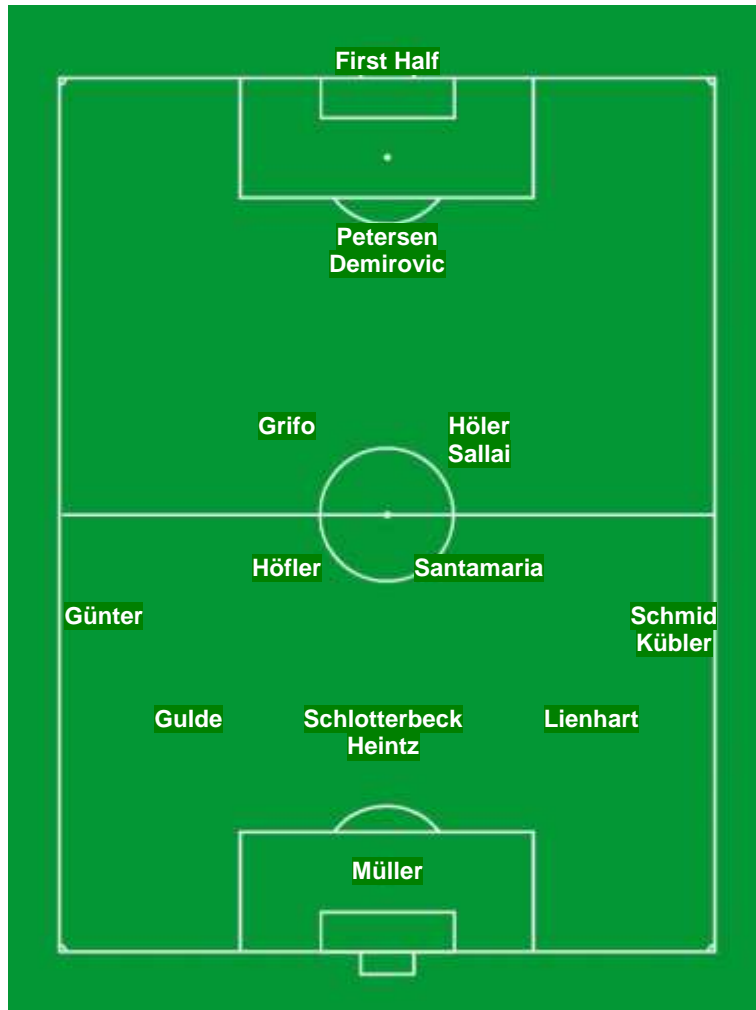 First Half
Petersen
Demirovic
Grifo
Höler
Sallai
Höfler
Santamaria
Günter
Schmid
Kübler
Gulde
Schlotterbeck
Heintz
Lienhart
Müller